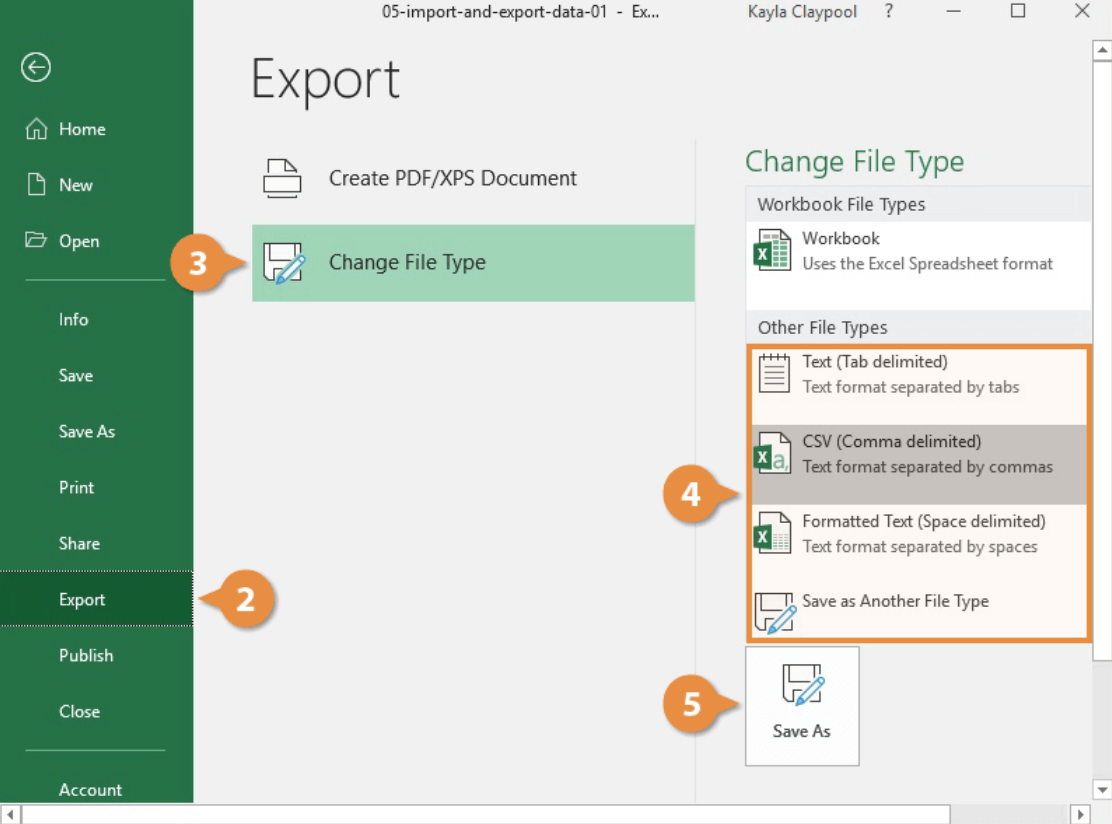 05-import-and-export-data-01 - Ex...
Kayla Claypool
?
Export
Home
New
Open
Info
Save
Save As
Print
Share
Export
Publish
Close
Account
Create PDF/XPS Document
3
Change File Type
2
Change File Type
Workbook File Types
Workbook
Uses the Excel Spreadsheet format
Other File Types
Text (Tab delimited)
Text format separated by tabs
CSV (Comma delimited)
Text format separated by commas
4
Formatted Text (Space delimited)
Text format separated by spaces
Save as Another File Type
5
Save As